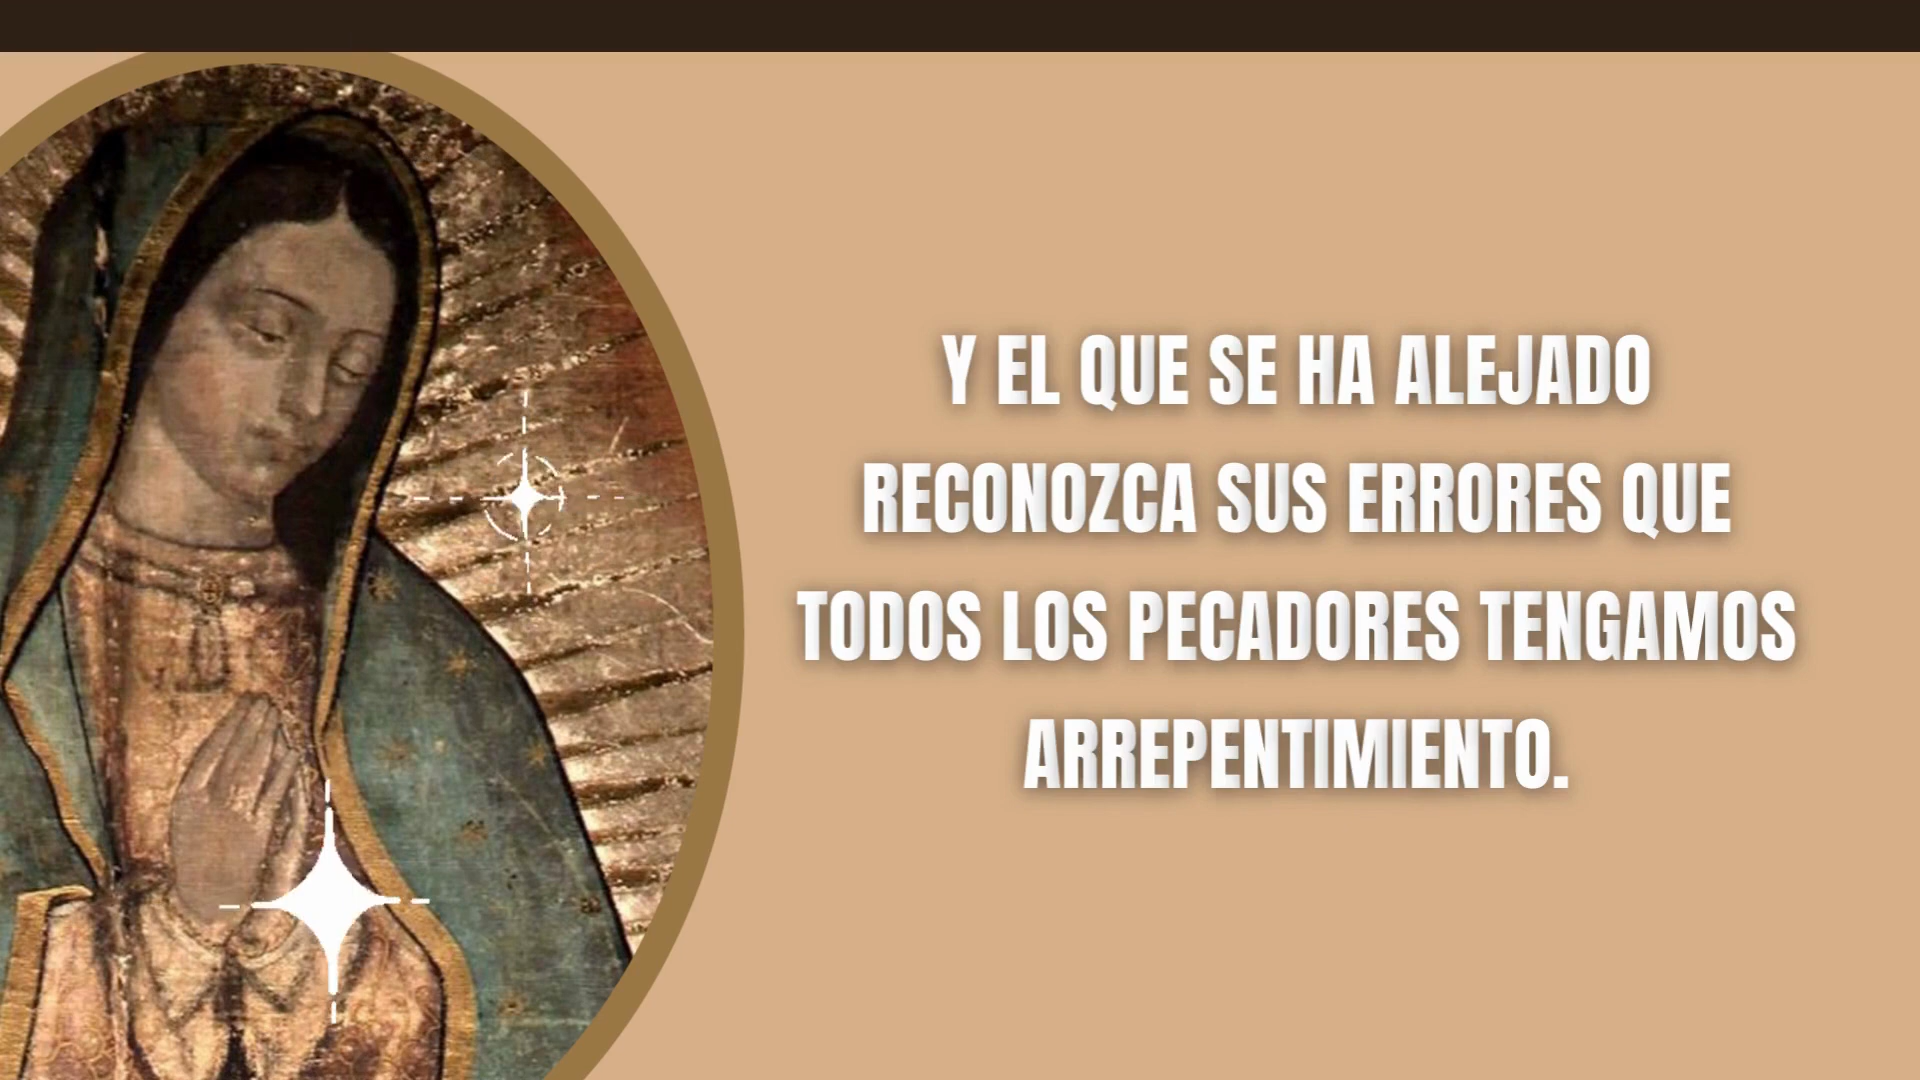 Y EL QUE SE HA ALEJADO
RECONOZCA SUS ERRORES QUE
TODOS LOS PECADORES TENGAMOS
ARREPENTIMIENTO.